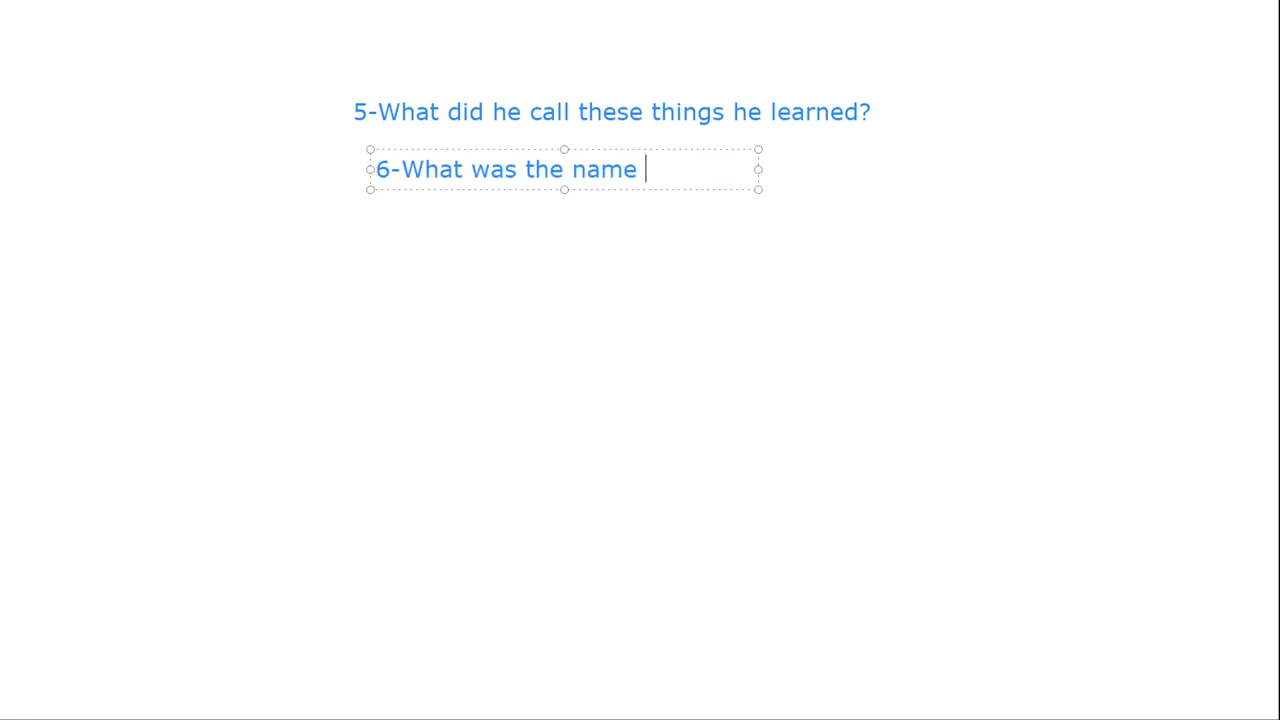 5-What did he call these things he learned?
6-What was the name